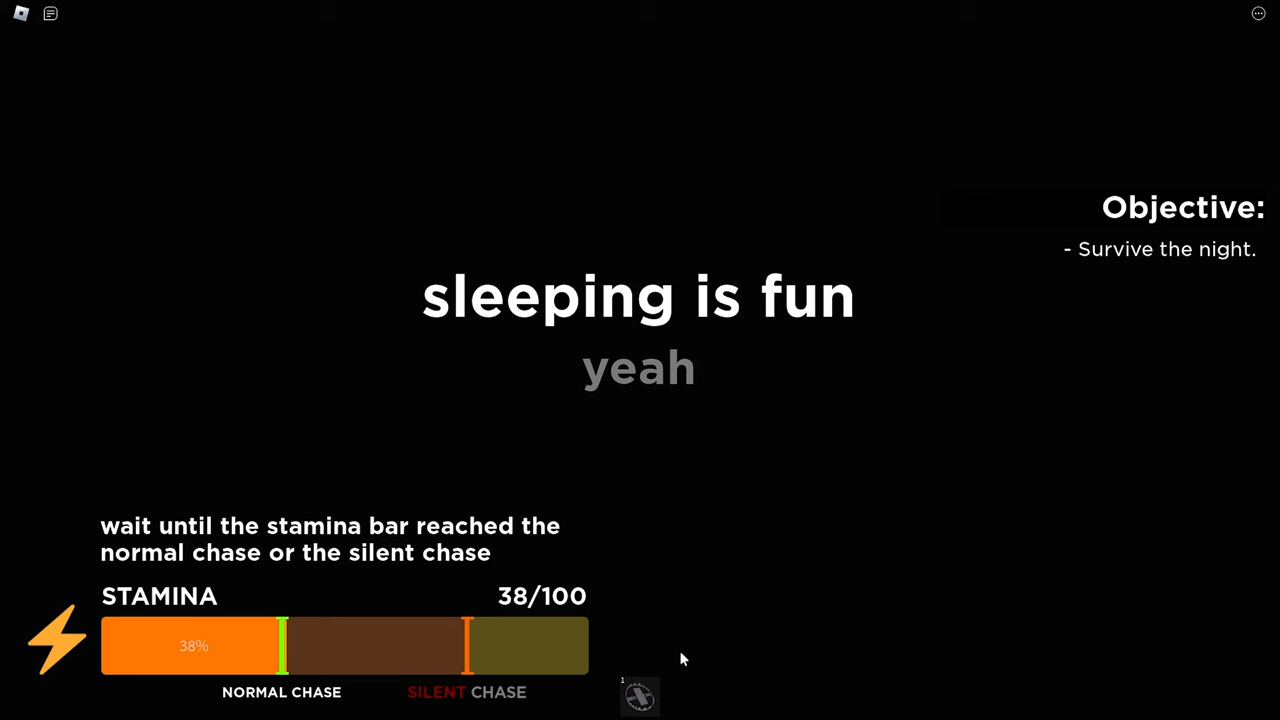 Objective:
- Survive the night.
sleeping is fun
yeah
wait until the stamina bar reached the
normal chase or the silent chase
STAMINA 38/100
38%
NORMAL CHASE SILENT CHASE
1